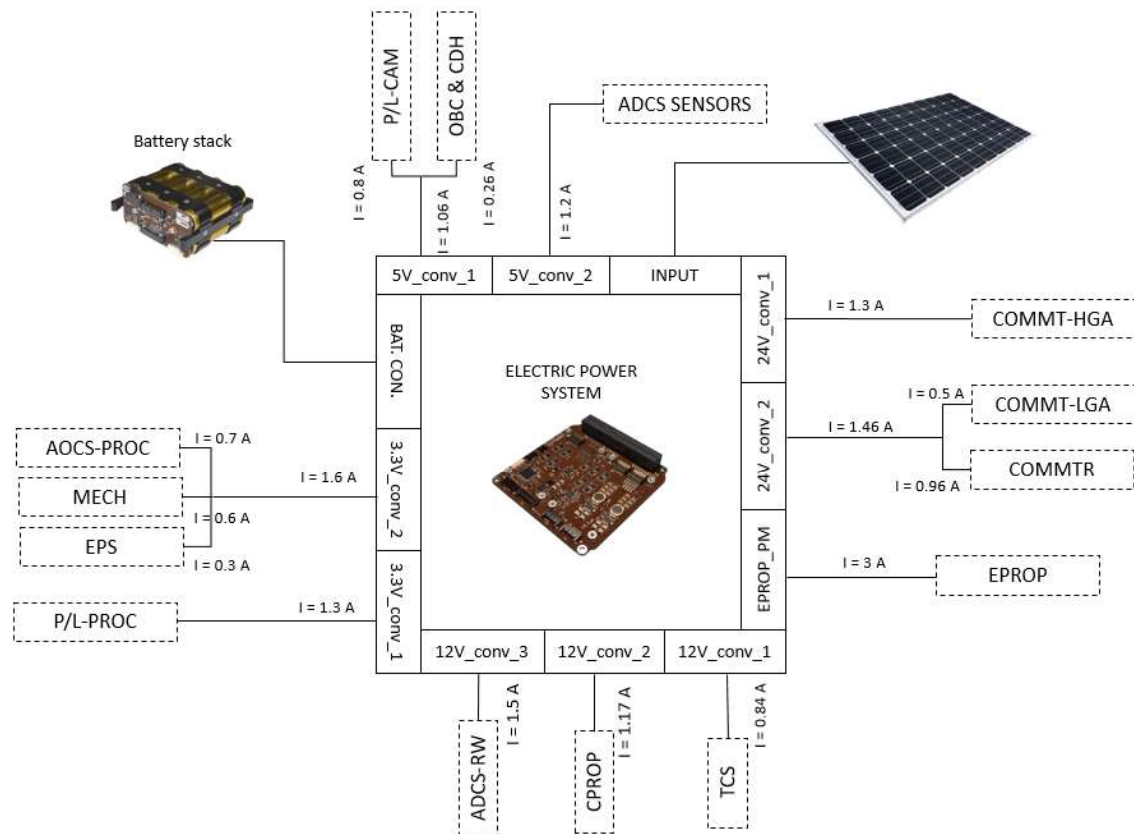 P/L-CAM
OBC & CDH
ADCS SENSORS
Battery stack
I = 0.8 A
I = 1.06 A
I = 0.26 A
I = 1.2 A
5V_conv_1
5V_conv_2
INPUT
24V_conv_1
I = 1.3 A
COMMT-HGA
BAT. CON.
ELECTRIC POWER
SYSTEM
24V_conv_2
I = 0.5 A
COMMT-LGA
I = 1.46 A
COMMTR
I = 0.96 A
AOCS-PROC
I = 0.7 A
MECH
I = 1.6 A
I = 0.6 A
EPS
I = 0.3 A
3.3V_conv_2
EPROP_PM
I = 3 A
EPROP
P/L-PROC
I = 1.3 A
3.3V_conv_1
12V_conv_3
12V_conv_2
12V_conv_1
I = 1.5 A
I = 1.17 A
I = 0.84 A
ADCS-RW
CPROP
TCS